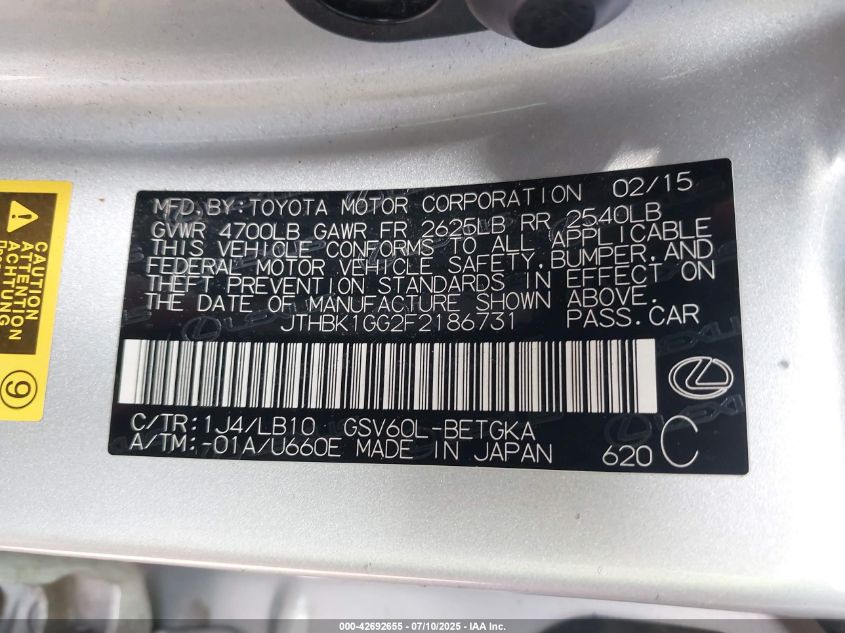 MFD. BY: TOYOTA MOTOR CORPORATION 02/15
GVWR 4700LB GAWR FR 2625LB RR 2540LB
THIS VEHICLE CONFORMS TO ALL APPLICABLE
FEDERAL MOTOR VEHICLE SAFETY, BUMPER, AND
THEFT PREVENTION STANDARDS IN EFFECT ON
THE DATE OF MANUFACTURE SHOWN ABOVE.
JTHBK1GG2F2186731 PASS. CAR
C/TR: 1J4/LB10 GSV60L-BETGKA
A/TM: -01A/U660E MADE IN JAPAN 620 C
CAUTION
ATTENTION
ACHTUNG
9
000-42692655 - 07/10/2025 - IAA Inc.